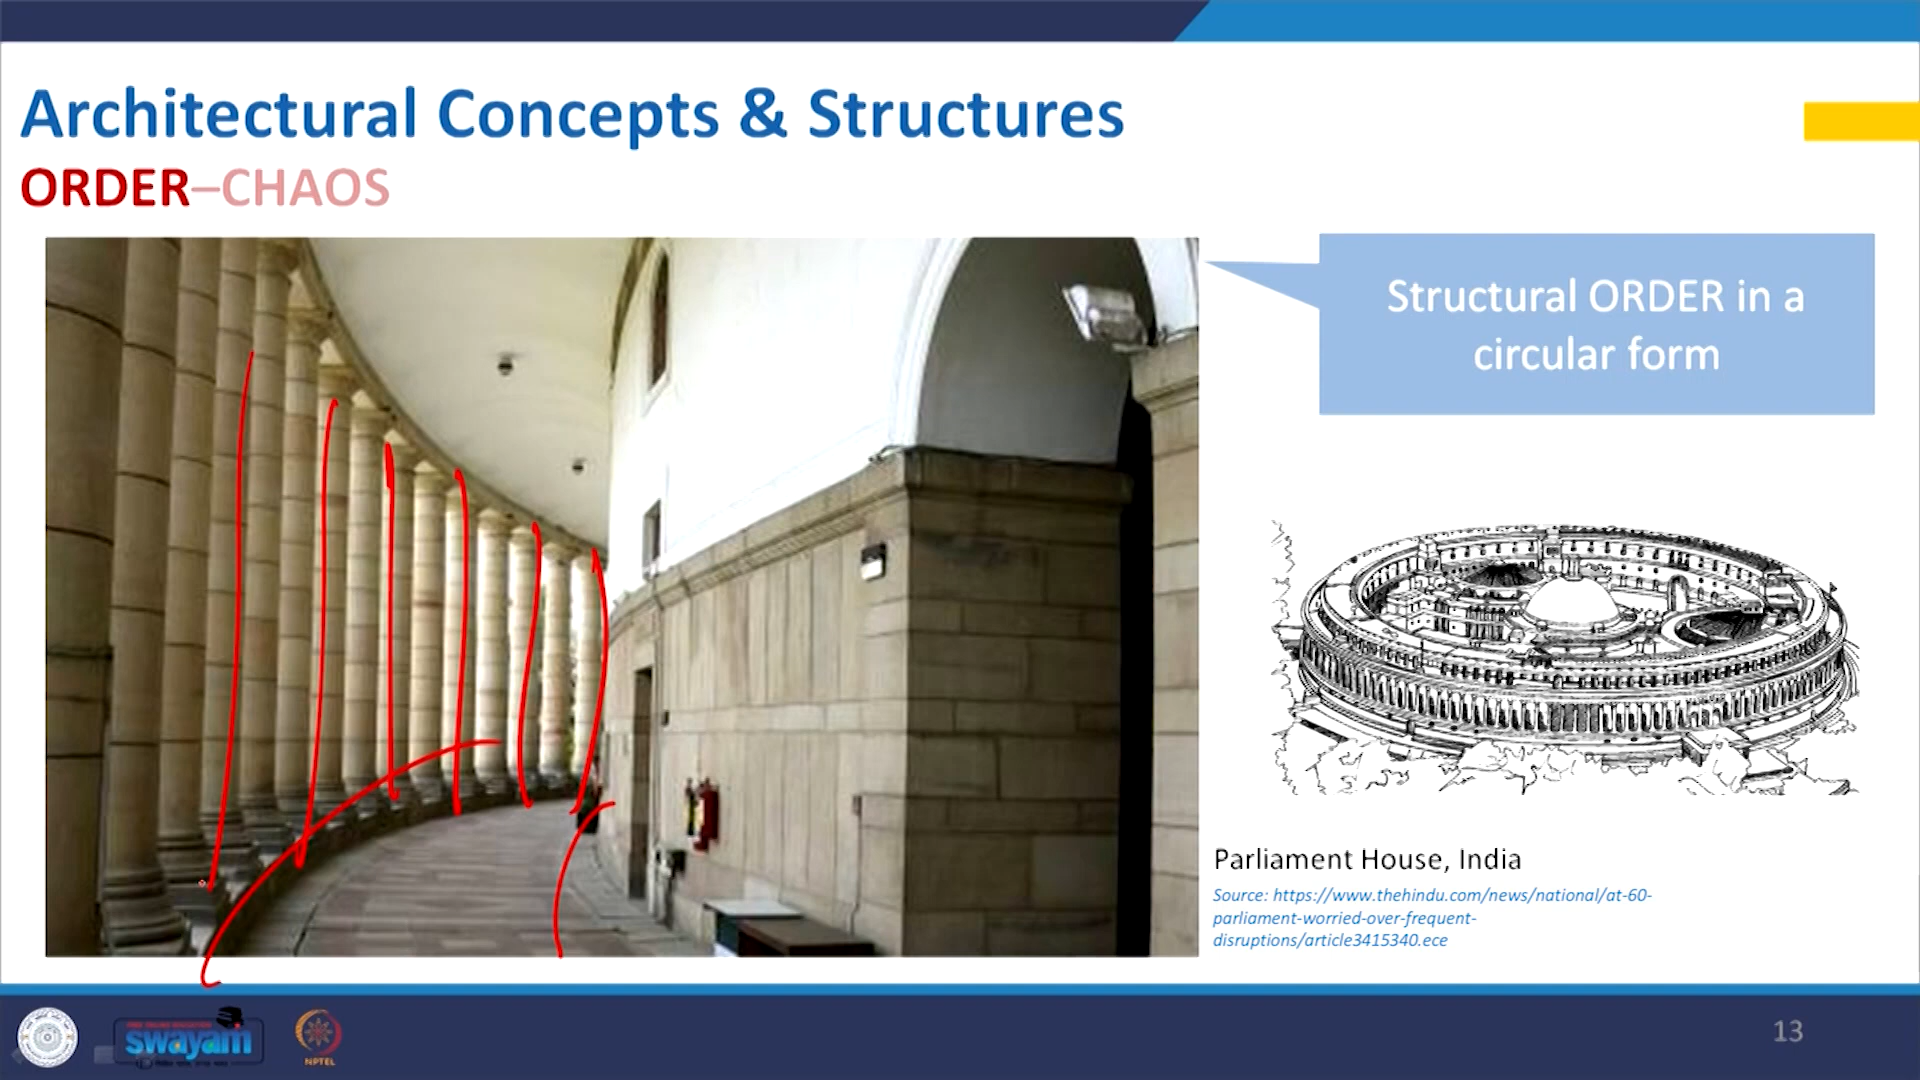 Architectural Concepts & Structures
ORDER–CHAOS
Structural ORDER in a
circular form
Parliament House, India
Source: https://www.thehindu.com/news/national/at-60-
parliament-worried-over-frequent-
disruptions/article3415340.ece
swayam
NPTEL
13